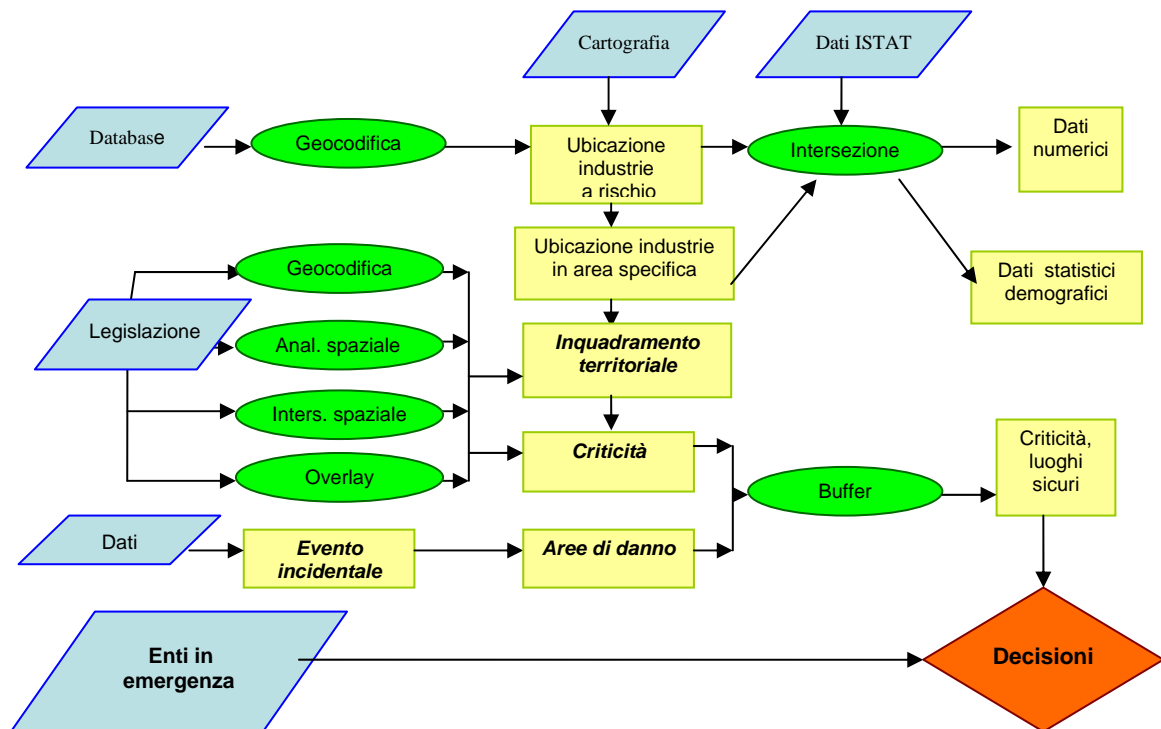 Cartografia
Dati ISTAT
Database
Geocodifica
Ubicazione
industrie
a rischio
Intersezione
Dati
numerici
Ubicazione industrie
in area specifica
Dati statistici
demografici
Geocodifica
Legislazione
Anal. spaziale
Inquadramento
territoriale
Inters. spaziale
Criticità
Overlay
Buffer
Criticità,
luoghi
sicuri
Dati
Evento
incidentale
Aree di danno
Enti in
emergenza
Decisioni